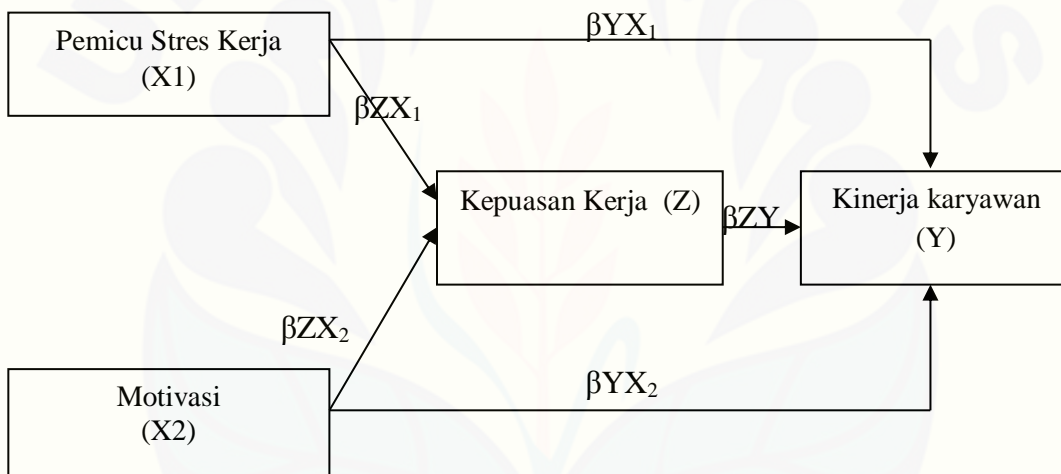 Pemicu Stres Kerja
(X1)
βYX₁
βZX₁
Kepuasan Kerja (Z)
βZY
Kinerja karyawan
(Y)
βZX₂
Motivasi
(X2)
βYX₂